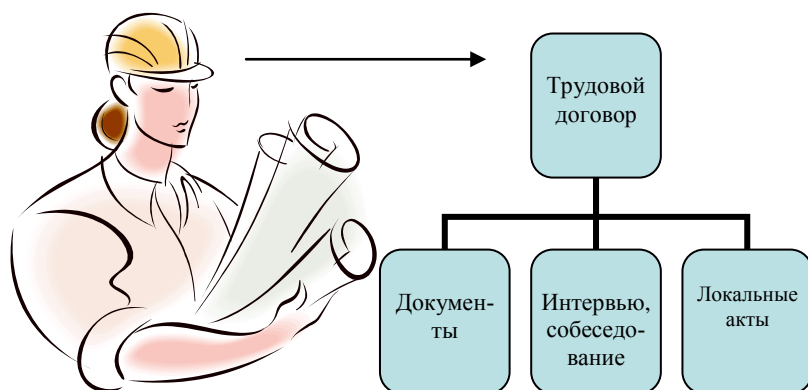 Трудовой
договор
Докумен-
ты
Интервью,
собеседо-
вание
Локальные
акты